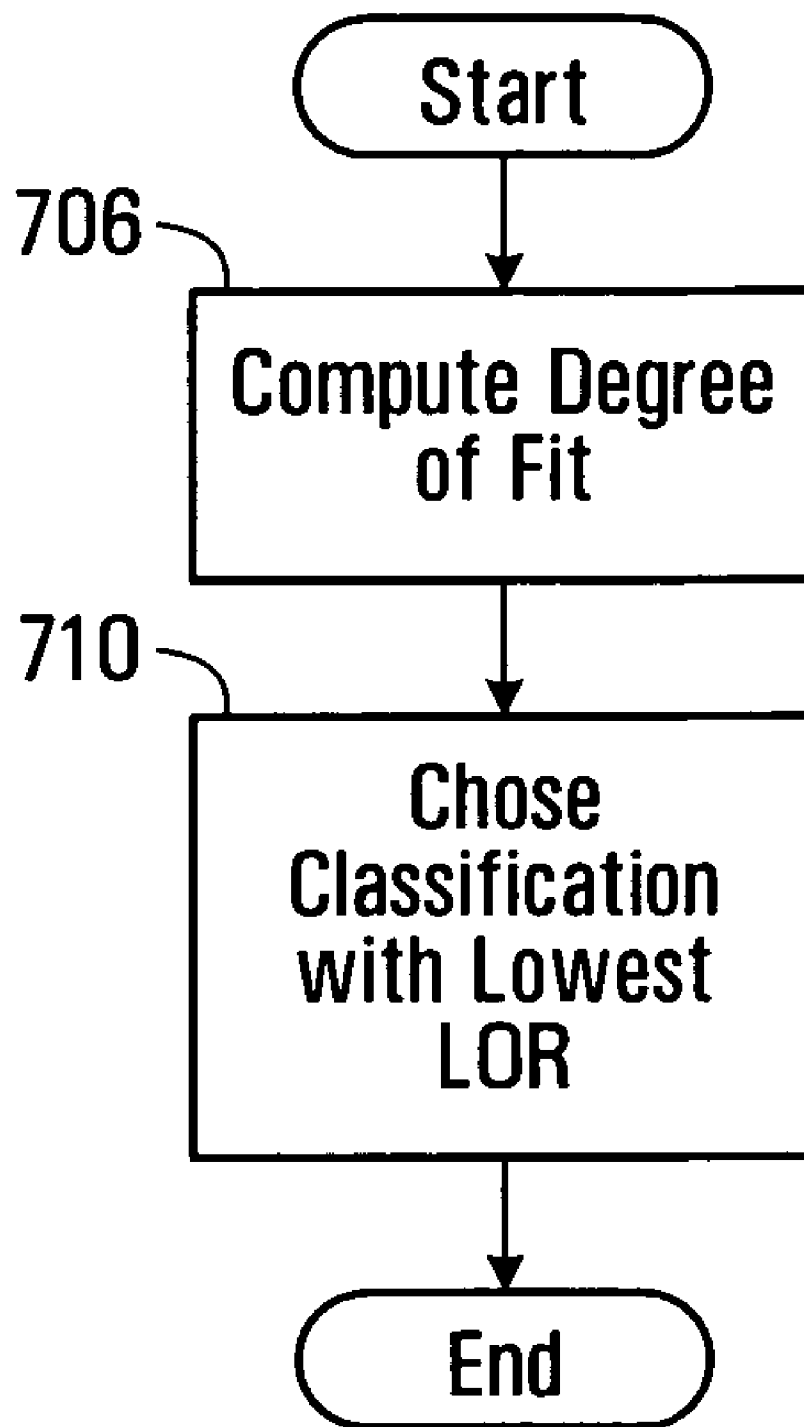 Start
706
Compute Degree
of Fit
710
Chose
Classification
with Lowest
LOR
End